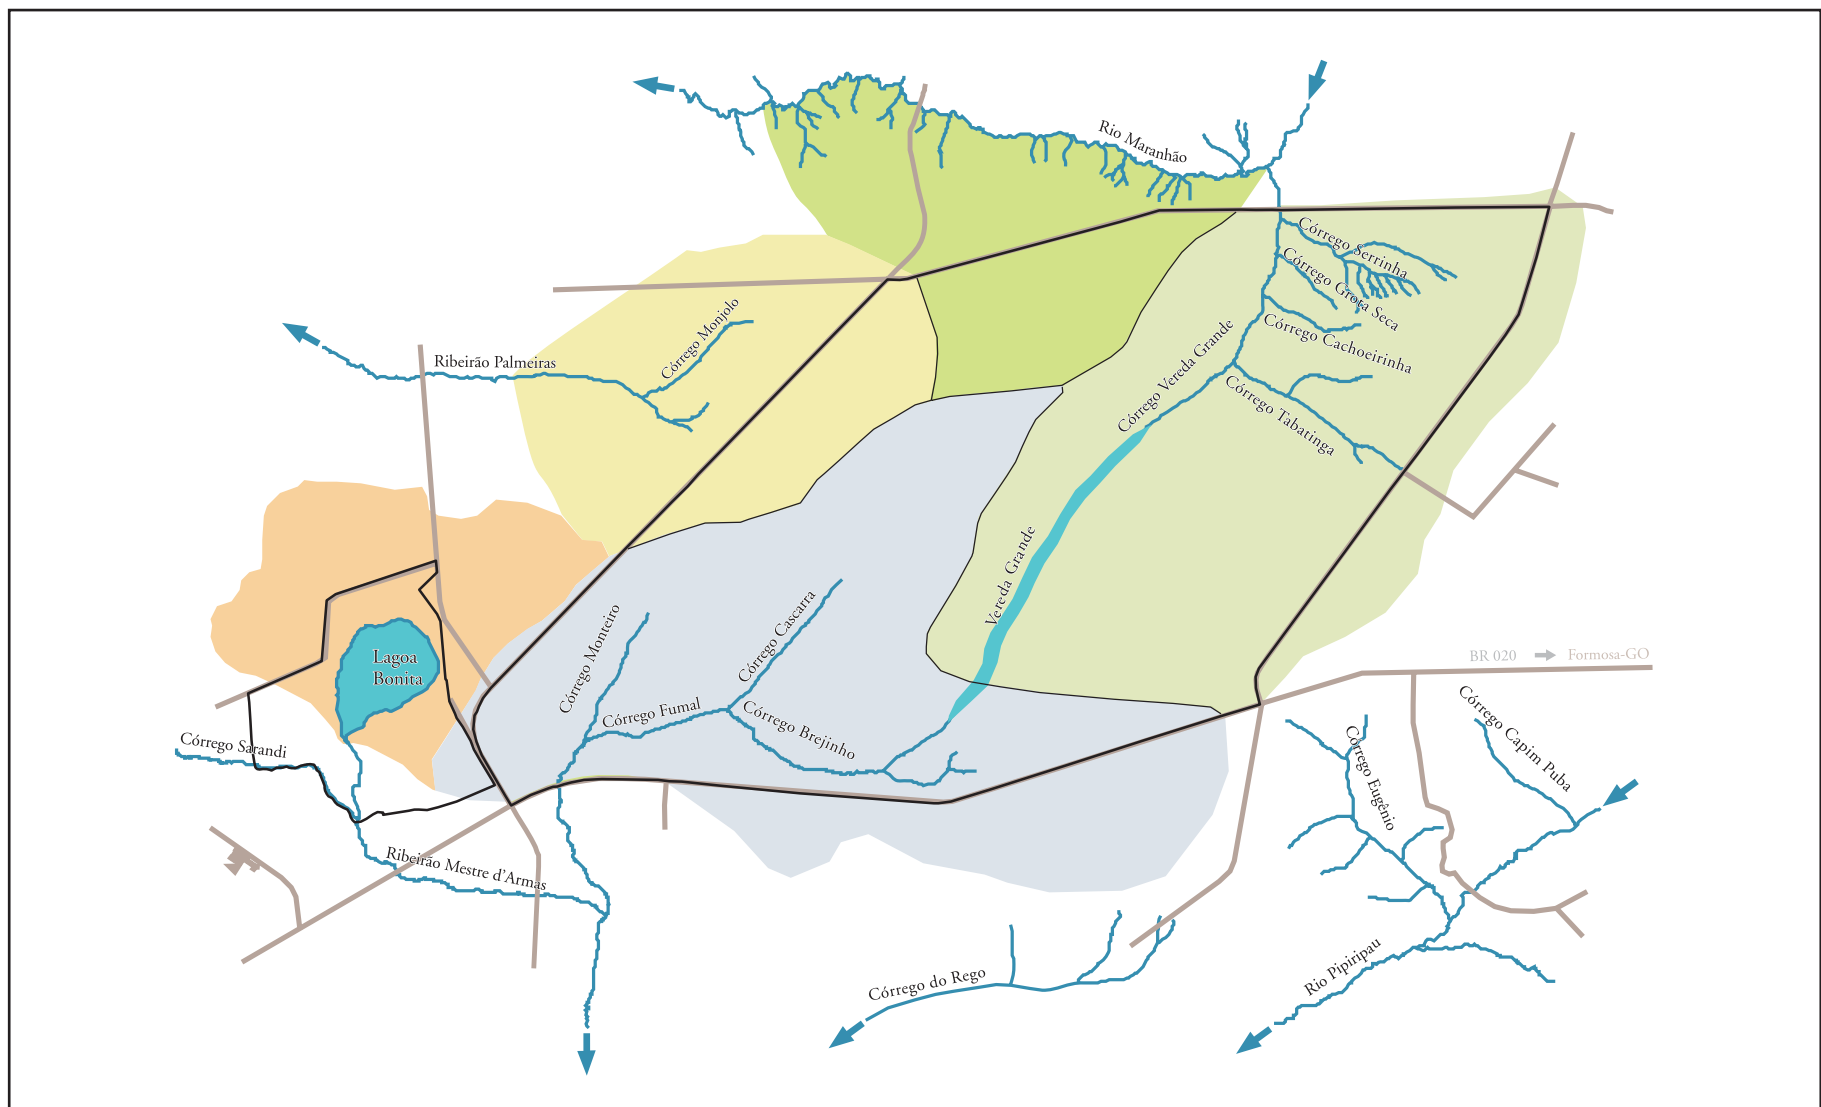 Rio Maranhão
Córrego Serrinha
Córrego Grota Seca
Córrego Cachoeirinha
Córrego Monjolo
Ribeirão Palmeiras
Córrego Vereda Grande
Córrego Tabatinga
Vereda Grande
Córrego Monteiro
Córrego Cascarra
Lagoa
Bonita
BR 020
Formosa-GO
Córrego Fumal
Córrego Brejinho
Córrego Sarandi
Córrego Capim Puba
Córrego Eugênio
Ribeirão Mestre d’Armas
Córrego do Rego
Rio Pipiripau